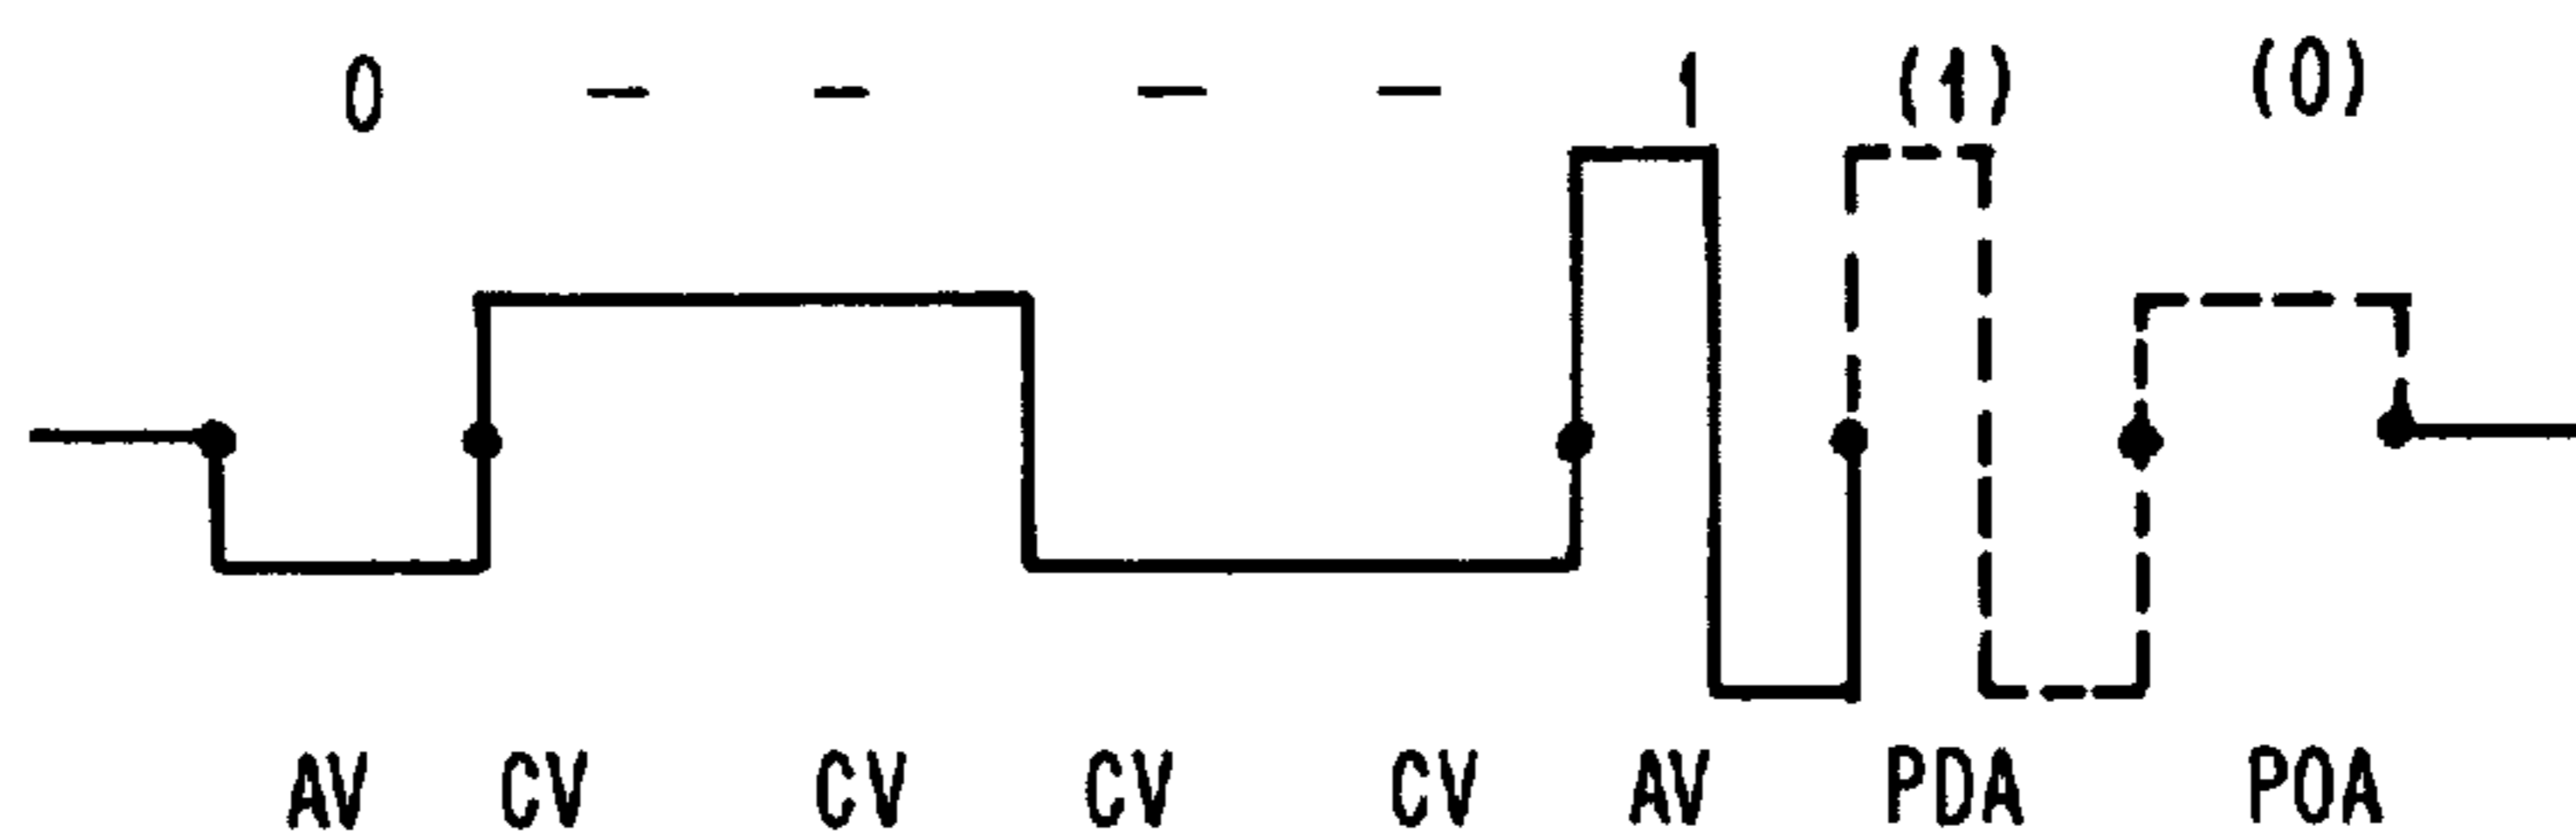 0 – – – – 1 (1) (0)
AV CV CV CV CV AV PDA POA